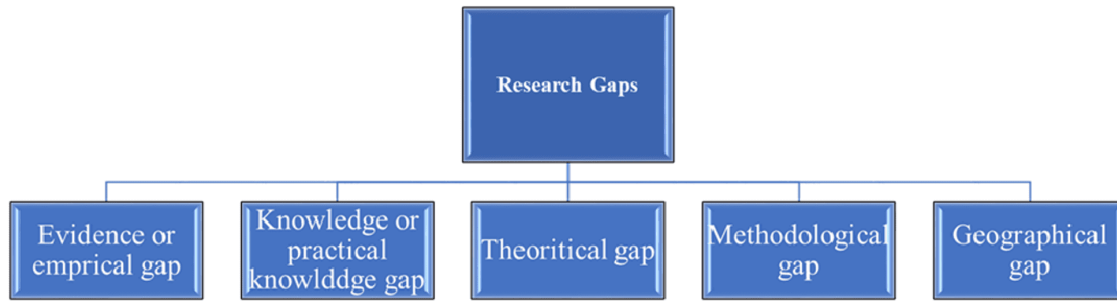 Research Gaps
Evidence or
emprical gap
Knowledge or
practical
knowlddge gap
Theoritical gap
Methodological
gap
Geographical
gap